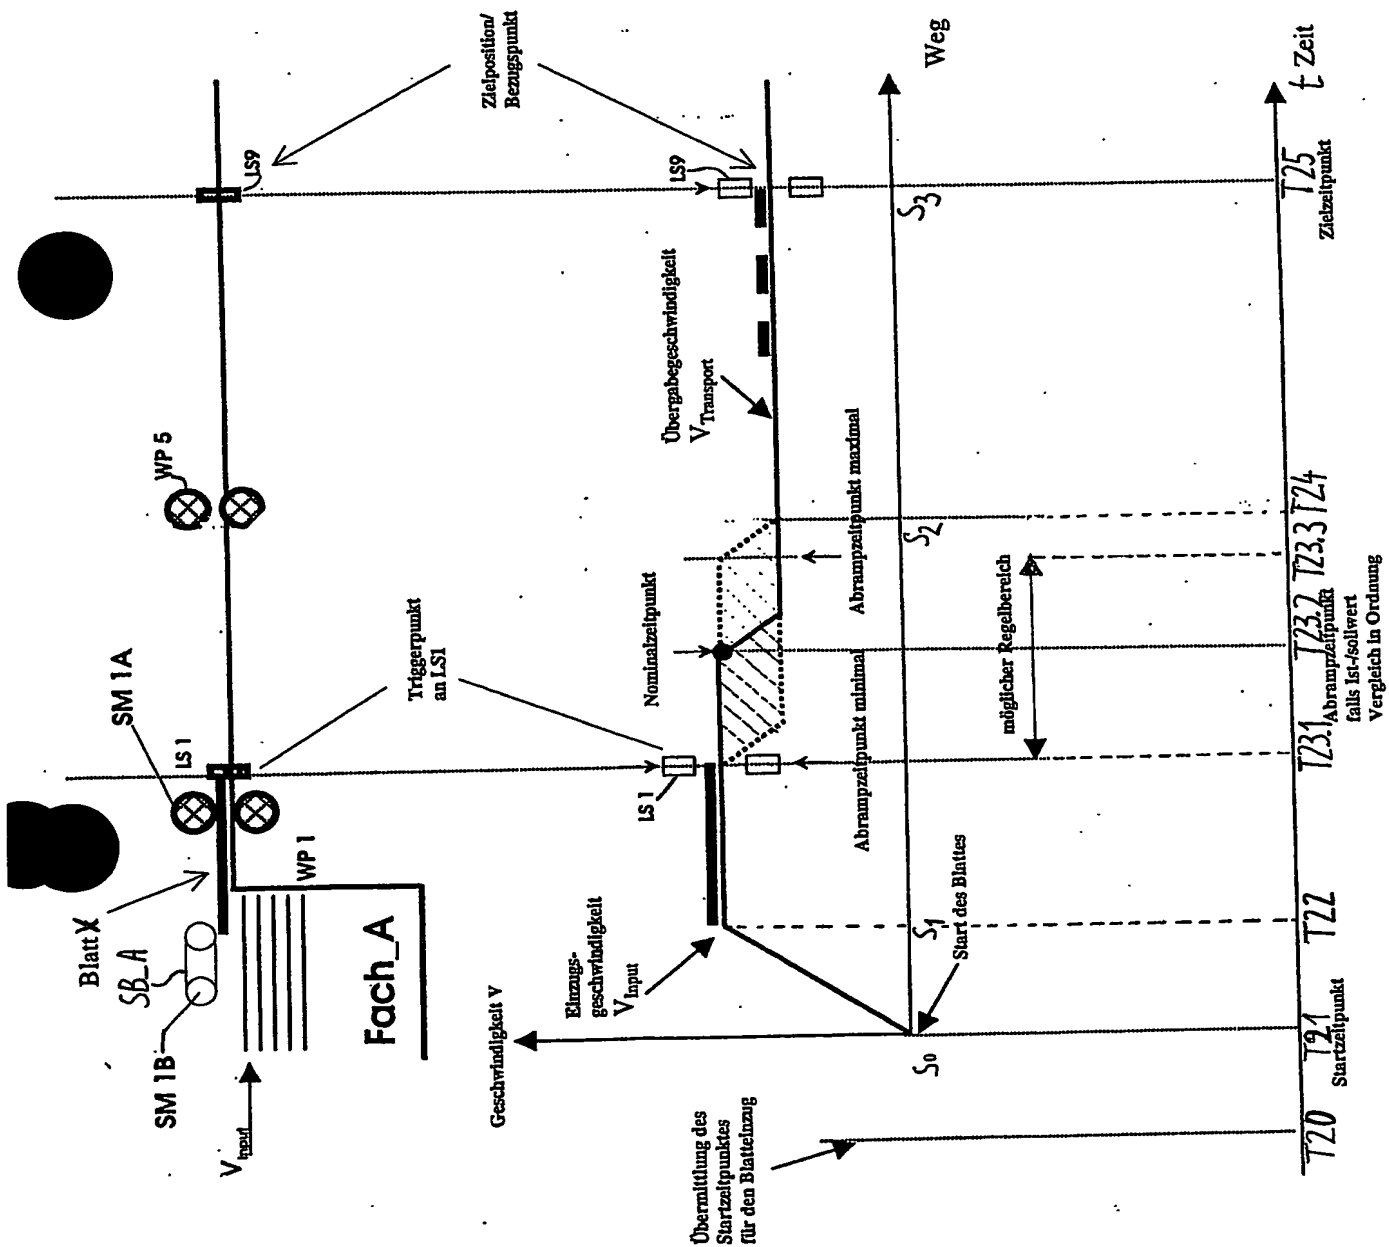 Zielposition/
Bezugspunkt
LS9
WP 5
SM 1A
LS 1
Triggerpunkt
an LS1
Blatt X
SB_A
SM 1B
WP 1
Fach_A
V Input
LS9
Übergabegeschwindigkeit
V Transport
Nominalzeitpunkt
LS 1
Einzugs-
geschwindigkeit
V Input
Geschwindigkeit V
Abrampzeitpunkt maximal
Abrampzeitpunkt minimal
Weg
S0
S1
S2
S3
Start des Blattes
möglicher Regelbereich
Übermittlung des
Startzeitpunktes
für den Blatteinzug
T20
T21
Startzeitpunkt
T22
T23.1
T23.2
Abrampzeitpunkt
falls Ist-/sollwert
Vergleich in Ordnung
T23.3
T24
T25
Zielzeitpunkt
t Zeit